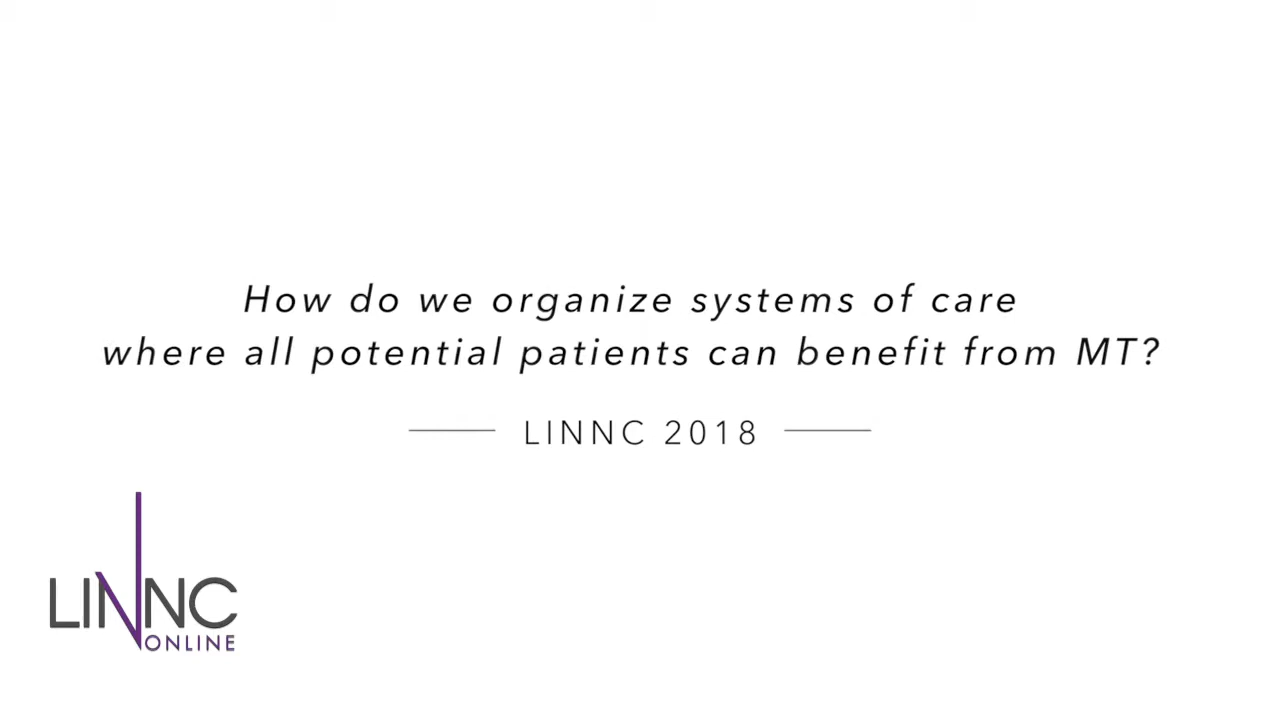 How do we organize systems of care
where all potential patients can benefit from MT?
LINNC 2018
LINNC
ONLINE